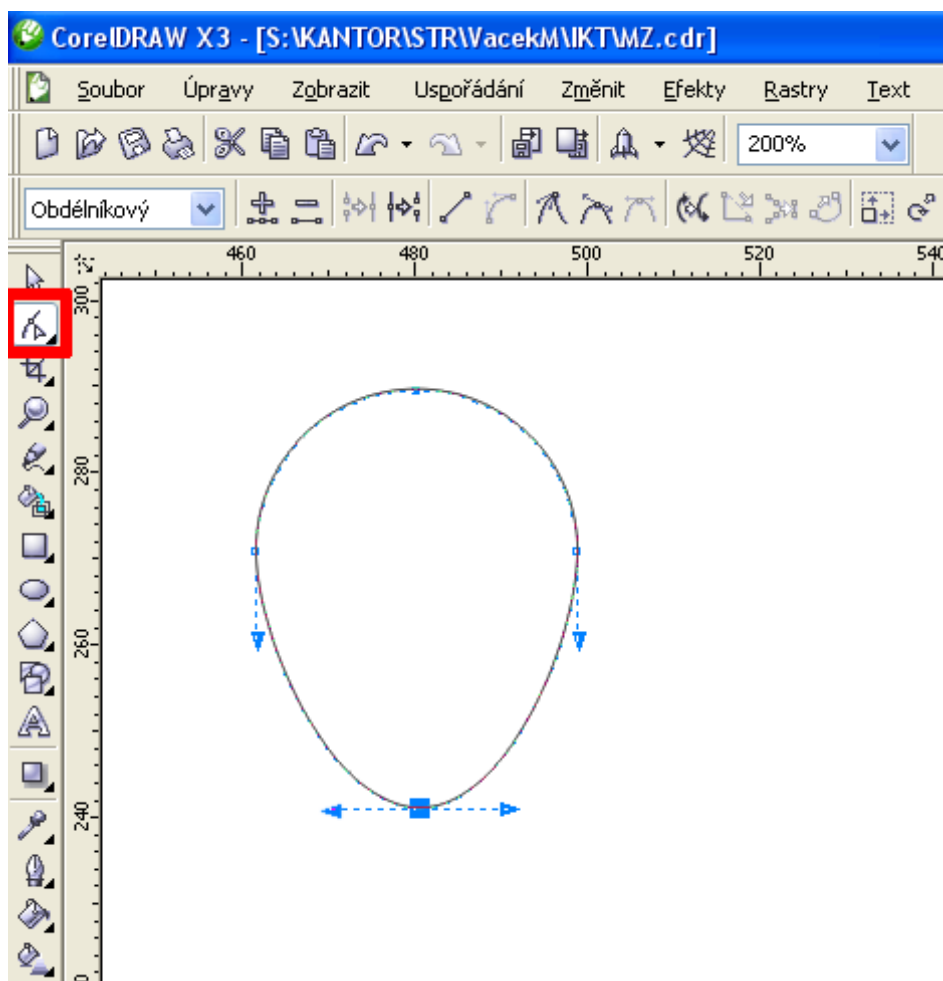 CorelDRAW X3 - [S:\KANTOR\STR\VacekM\IKT\MZ.cdr]
Soubor Úpravy Zobrazit Uspořádání Změnit Efekty Rastry Text
200%
Obdélníkový
460 480 500 520 540
300
280
260
240